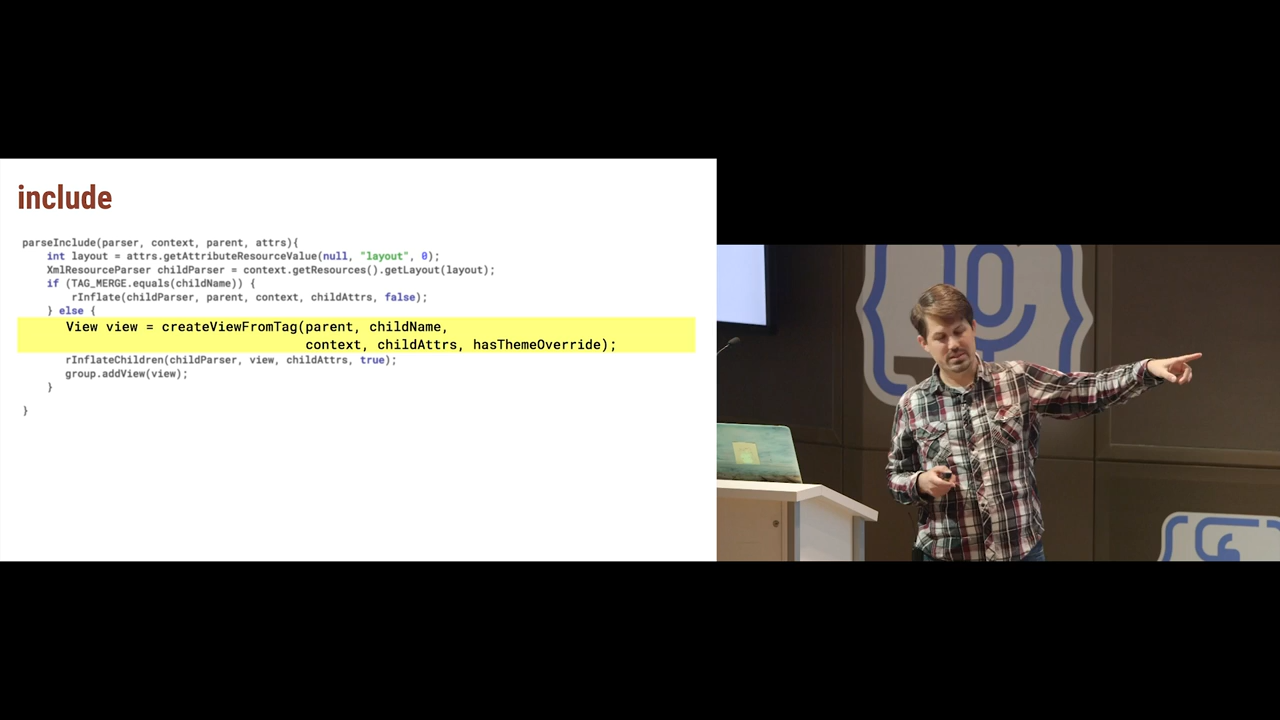 include
parseInclude(parser, context, parent, attrs){
int layout = attrs.getAttributeResourceValue(null, "layout", 0);
XmlResourceParser childParser = context.getResources().getLayout(layout);
if (TAG_MERGE.equals(childName)) {
rInflate(childParser, parent, context, childAttrs, false);
} else {
View view = createViewFromTag(parent, childName,
context, childAttrs, hasThemeOverride);
rInflateChildren(childParser, view, childAttrs, true);
group.addView(view);
}
}